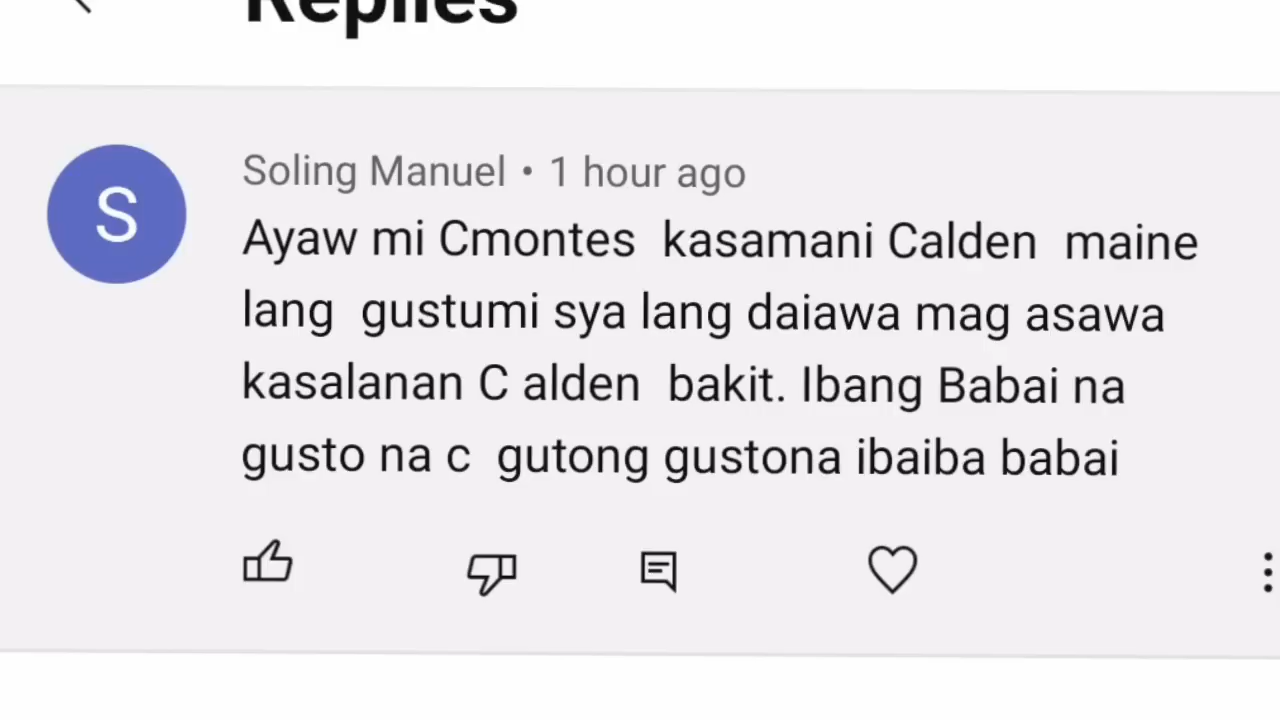 Replies
S
Soling Manuel • 1 hour ago
Ayaw mi Cmontes kasamani Calden maine
lang gustumi sya lang daiawa mag asawa
kasalanan C alden bakit. Ibang Babai na
gusto na c gutong gustona ibaiba babai